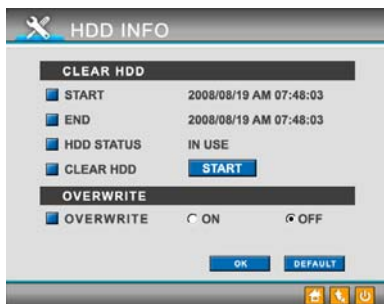 HDD INFO
CLEAR HDD
START 2008/08/19 AM 07:48:03
END 2008/08/19 AM 07:48:03
HDD STATUS IN USE
CLEAR HDD START
OVERWRITE
OVERWRITE ON OFF
OK DEFAULT